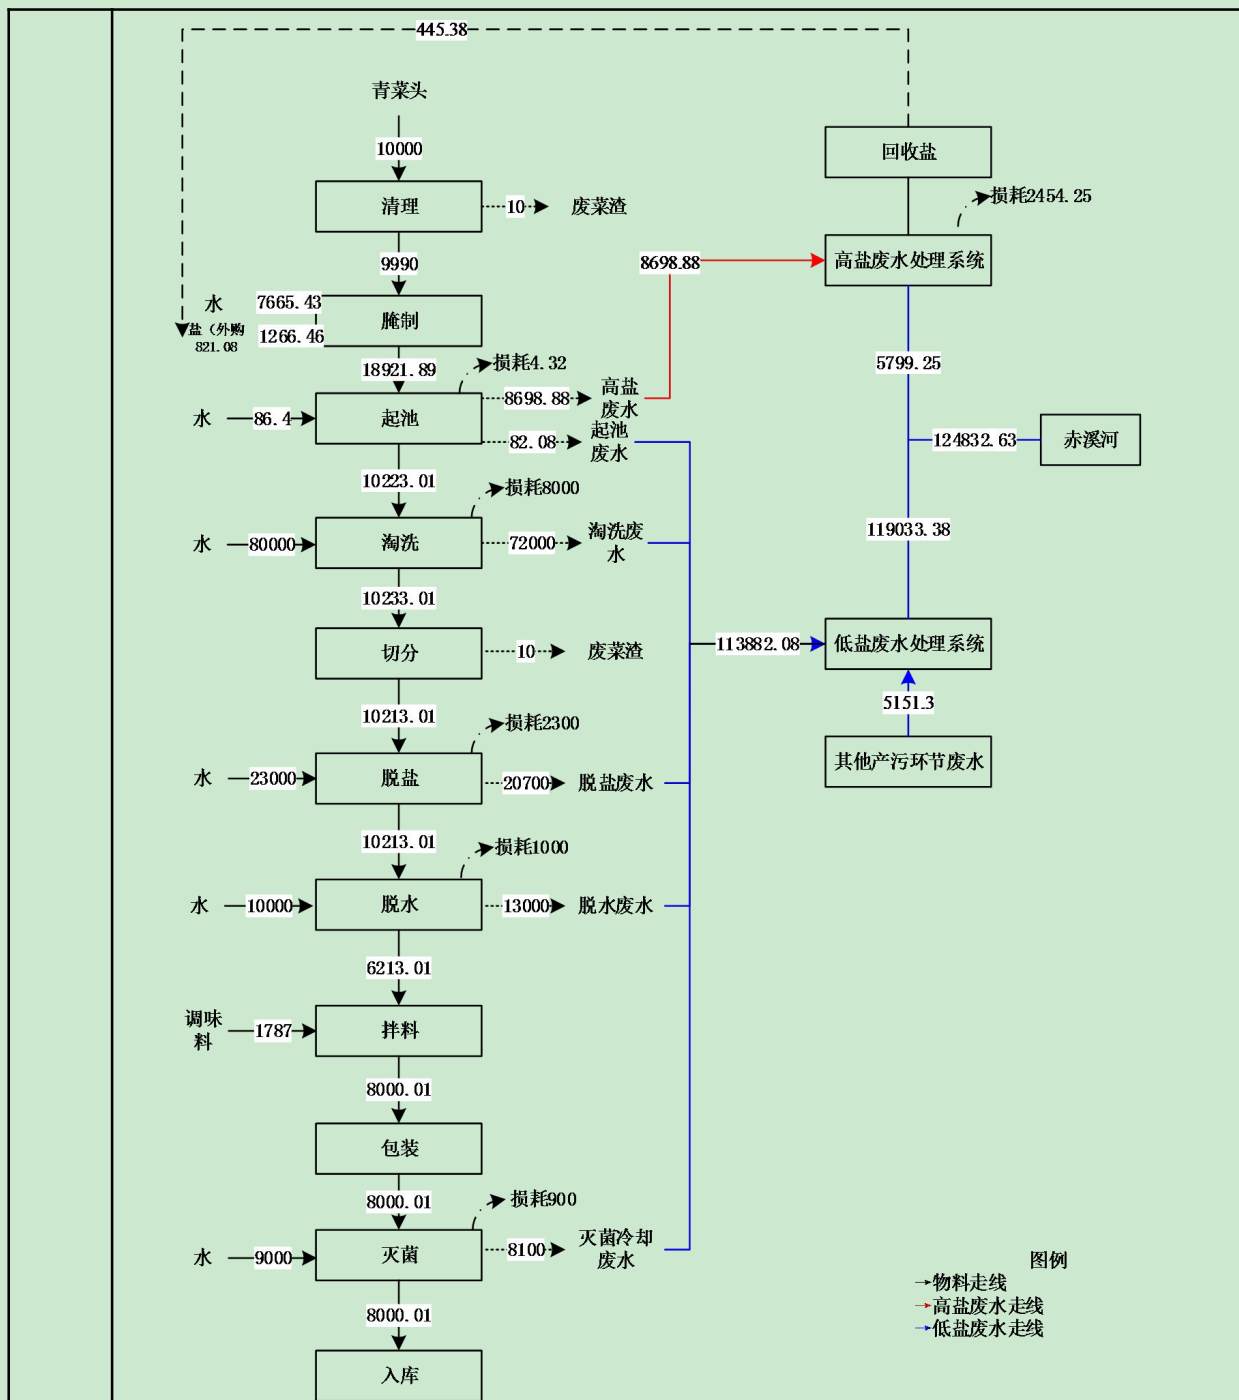 445.38
青菜头
10000
回收盐
清理
10
废菜渣
损耗2454.25
9990
8698.88
高盐废水处理系统
水
7665.43
腌制
盐（外购
821.08
1266.46
18921.89
损耗4.32
5799.25
水
86.4
起池
8698.88
高盐
废水
82.08
起池
废水
124832.63
赤溪河
10223.01
损耗8000
水
80000
淘洗
72000
淘洗废
水
119033.38
10233.01
切分
10
废菜渣
113882.08
低盐废水处理系统
5151.3
10213.01
损耗2300
其他产污环节废水
水
23000
脱盐
20700
脱盐废水
10213.01
损耗1000
水
10000
脱水
13000
脱水废水
6213.01
调味
料
1787
拌料
8000.01
包装
8000.01
损耗900
水
9000
灭菌
8100
灭菌冷却
废水
图例
物料走线
高盐废水走线
低盐废水走线
8000.01
入库